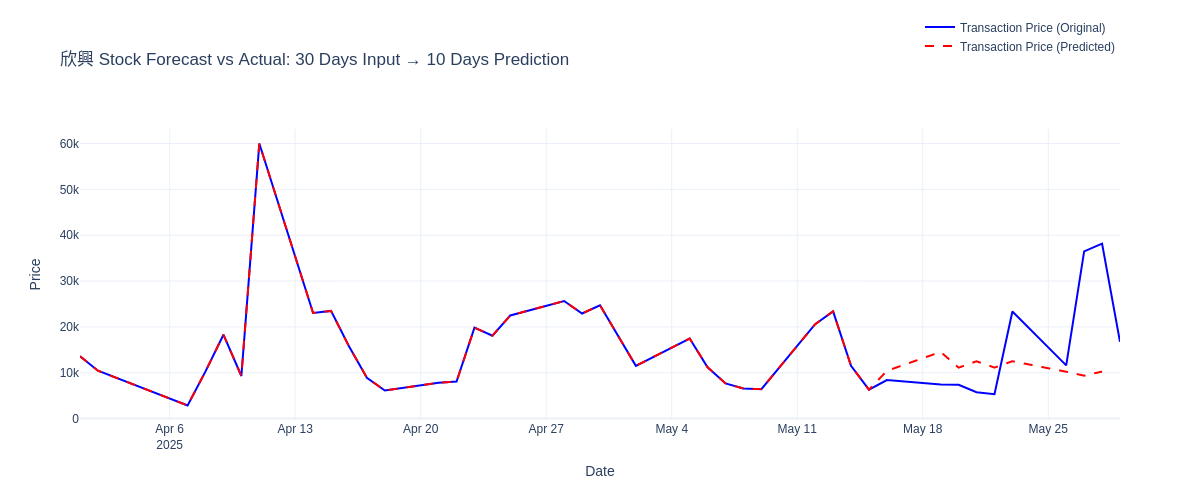 Transaction Price (Original)
Transaction Price (Predicted)
欣興 Stock Forecast vs Actual: 30 Days Input → 10 Days Prediction
60k
50k
40k
30k
20k
10k
0
Price
Apr 6
2025
Apr 13
Apr 20
Apr 27
May 4
May 11
May 18
May 25
Date